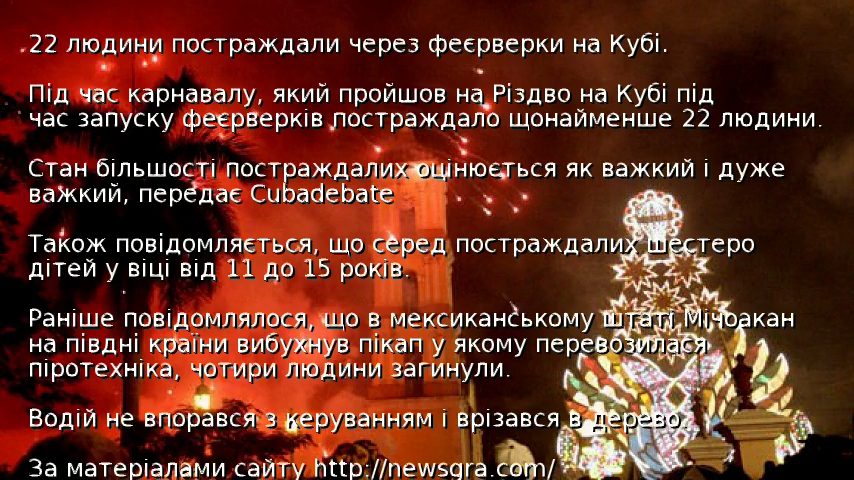 22 людини постраждали через феєрверки на Кубі.
Під час карнавалу, який пройшов на Різдво на Кубі під
час запуску феєрверків постраждало щонайменше 22 людини.
Стан більшості постраждалих оцінюється як важкий і дуже
важкий, передає Cubadebate
Також повідомляється, що серед постраждалих шестеро
дітей у віці від 11 до 15 років.
Раніше повідомлялося, що в мексиканському штаті Мічоакан
на півдні країни вибухнув пікап у якому перевозилася
піротехніка, чотири людини загинули.
Водій не впорався з керуванням і врізався в дерево.
За матеріалами сайту http://newsgra.com/